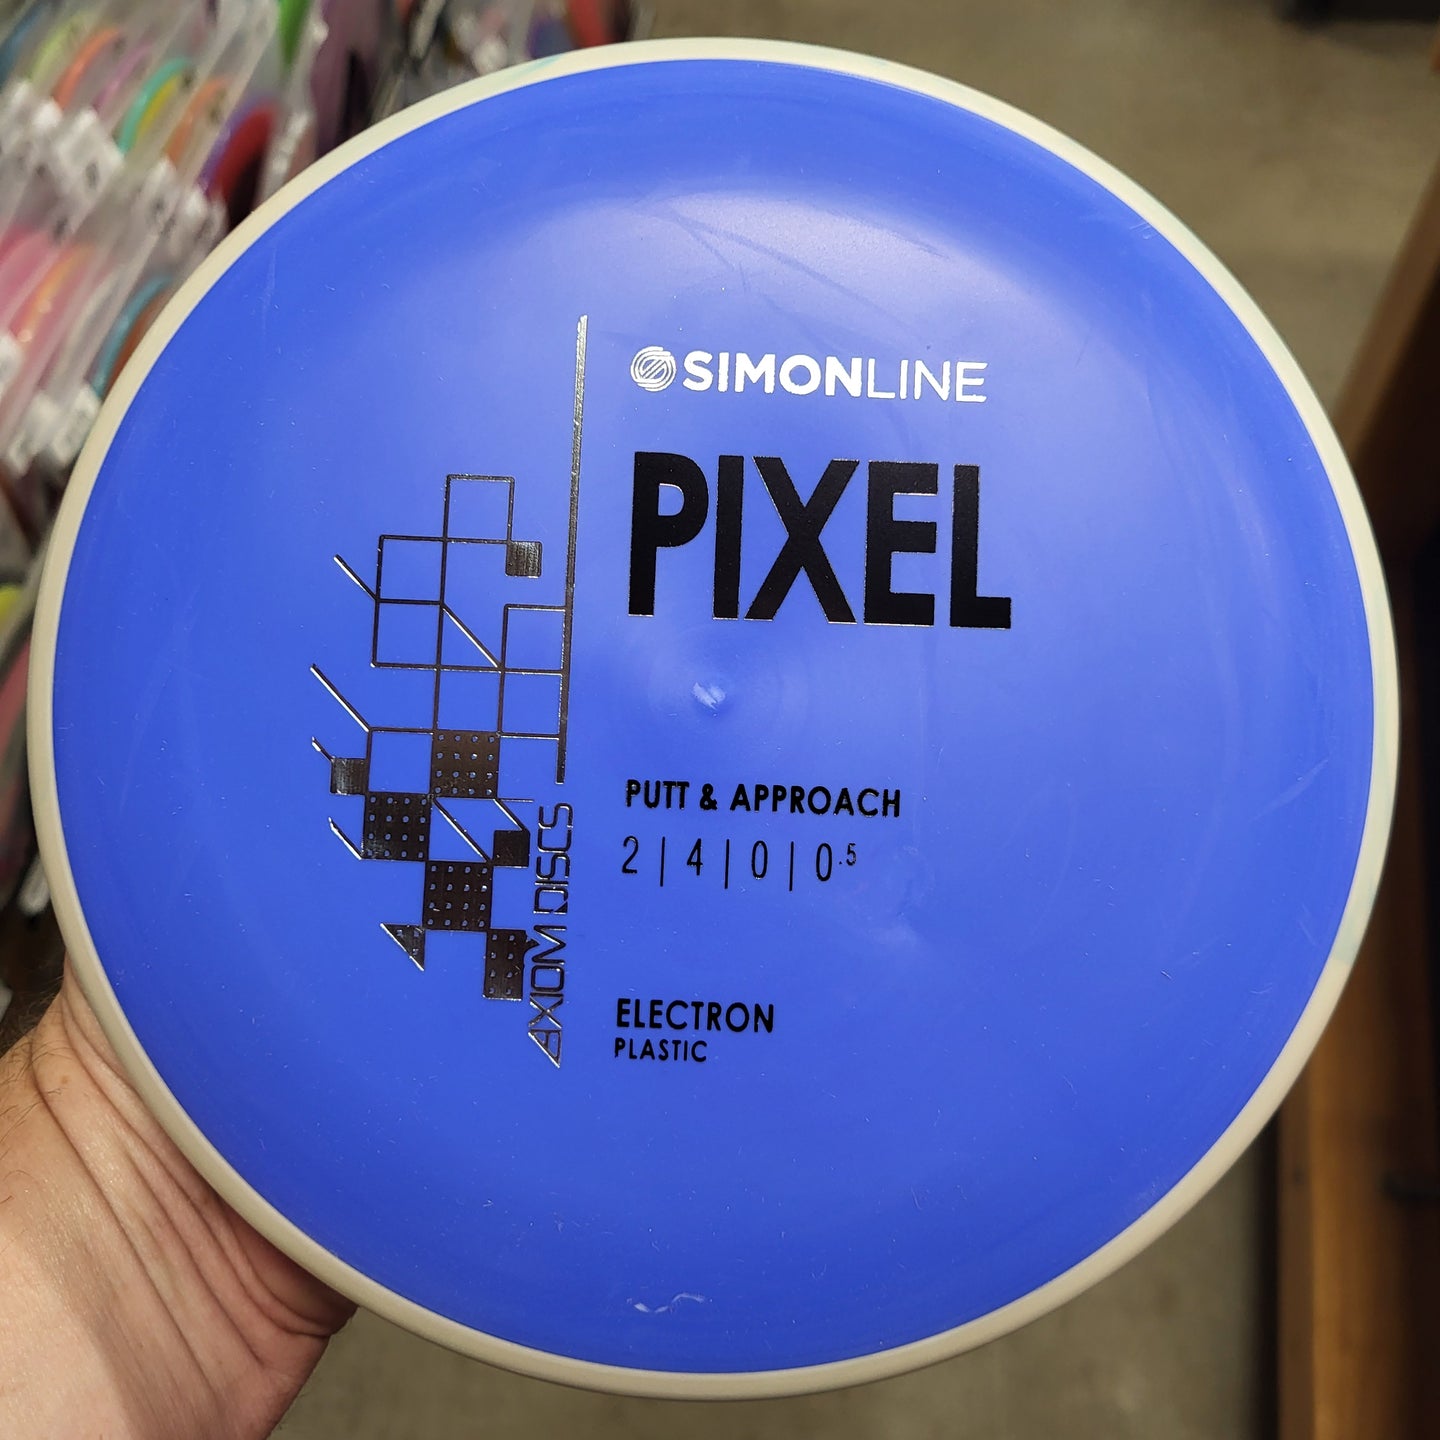 SIMONLINE
PIXEL
PUTT & APPROACH
2 | 4 | 0 | 0.5
ELECTRON
PLASTIC
AXIOM DISCS